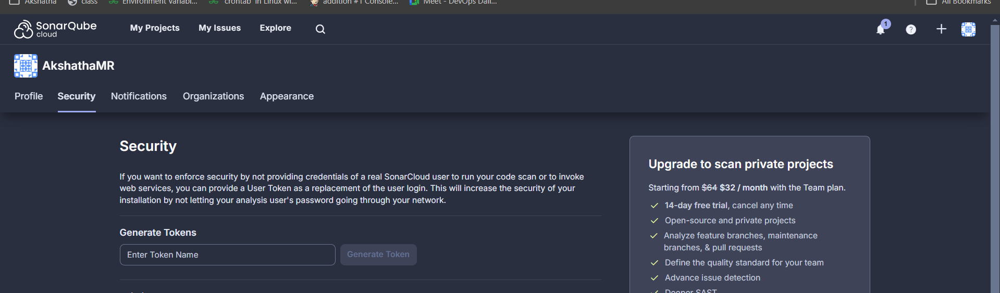 Akshatha class Environment Variabl... 'crontab' in Linux wi... addition #1 Console... Meet - DevOps Dail... All Bookmarks
SonarQube
cloud
My Projects My Issues Explore
1
?
AkshathaMR
Profile Security Notifications Organizations Appearance
Security
If you want to enforce security by not providing credentials of a real SonarCloud user to run your code scan or to invoke
web services, you can provide a User Token as a replacement of the user login. This will increase the security of your
installation by not letting your analysis user's password going through your network.
Generate Tokens
Enter Token Name Generate Token
Upgrade to scan private projects
Starting from $64 $32 / month with the Team plan.
14-day free trial, cancel any time
Open-source and private projects
Analyze feature branches, maintenance
branches, & pull requests
Define the quality standard for your team
Advance issue detection
Deeper SAST